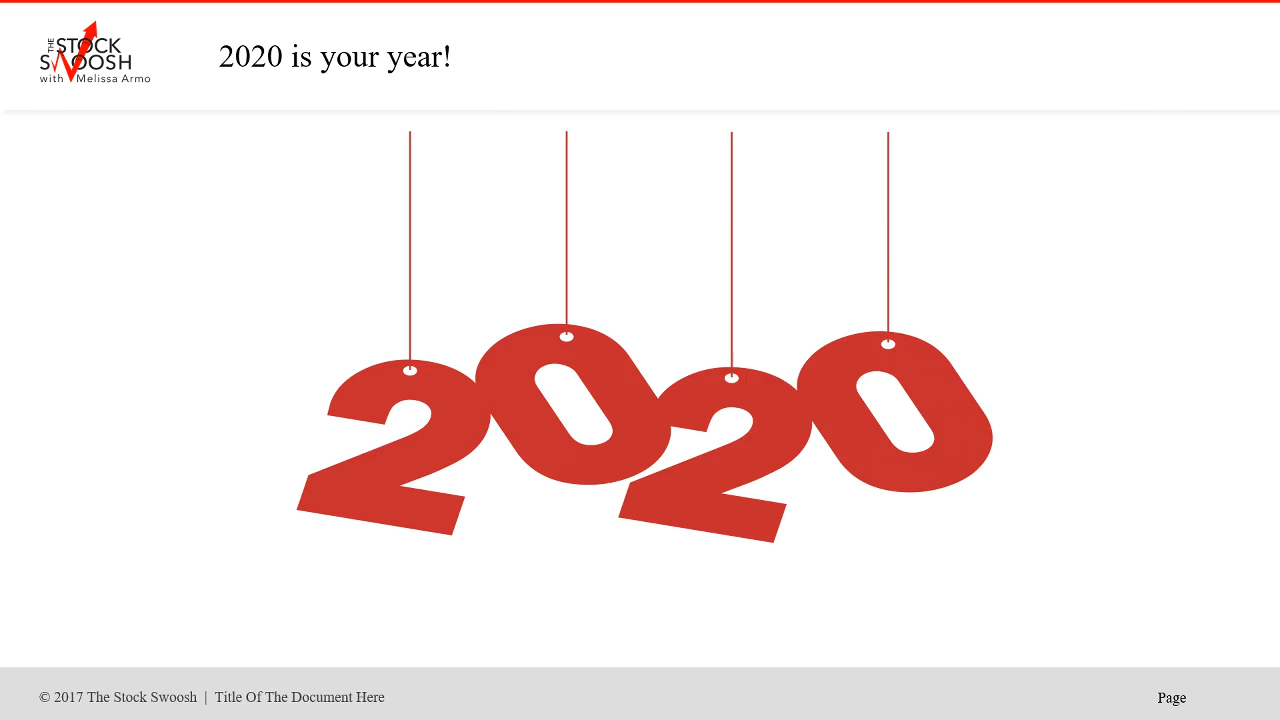 THE STOCK
SWOOSH
with Melissa Armo
2020 is your year!
2020
© 2017 The Stock Swoosh | Title Of The Document Here
Page